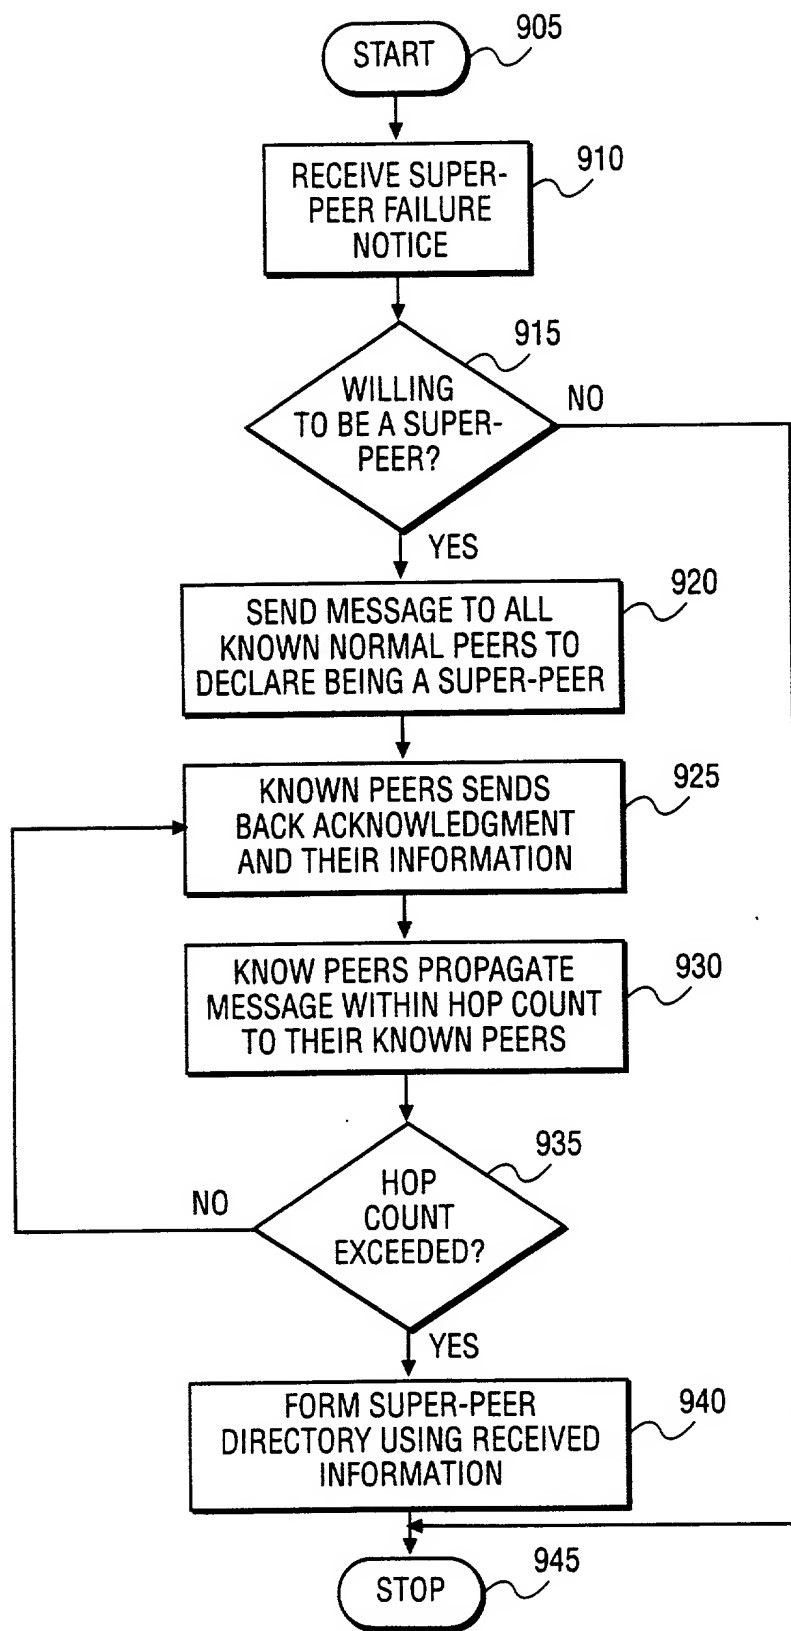 START
905
RECEIVE SUPER-
PEER FAILURE
NOTICE
910
WILLING
TO BE A SUPER-
PEER?
915
NO
YES
SEND MESSAGE TO ALL
KNOWN NORMAL PEERS TO
DECLARE BEING A SUPER-PEER
920
KNOWN PEERS SENDS
BACK ACKNOWLEDGMENT
AND THEIR INFORMATION
925
KNOW PEERS PROPAGATE
MESSAGE WITHIN HOP COUNT
TO THEIR KNOWN PEERS
930
HOP
COUNT
EXCEEDED?
935
NO
YES
FORM SUPER-PEER
DIRECTORY USING RECEIVED
INFORMATION
940
STOP
945